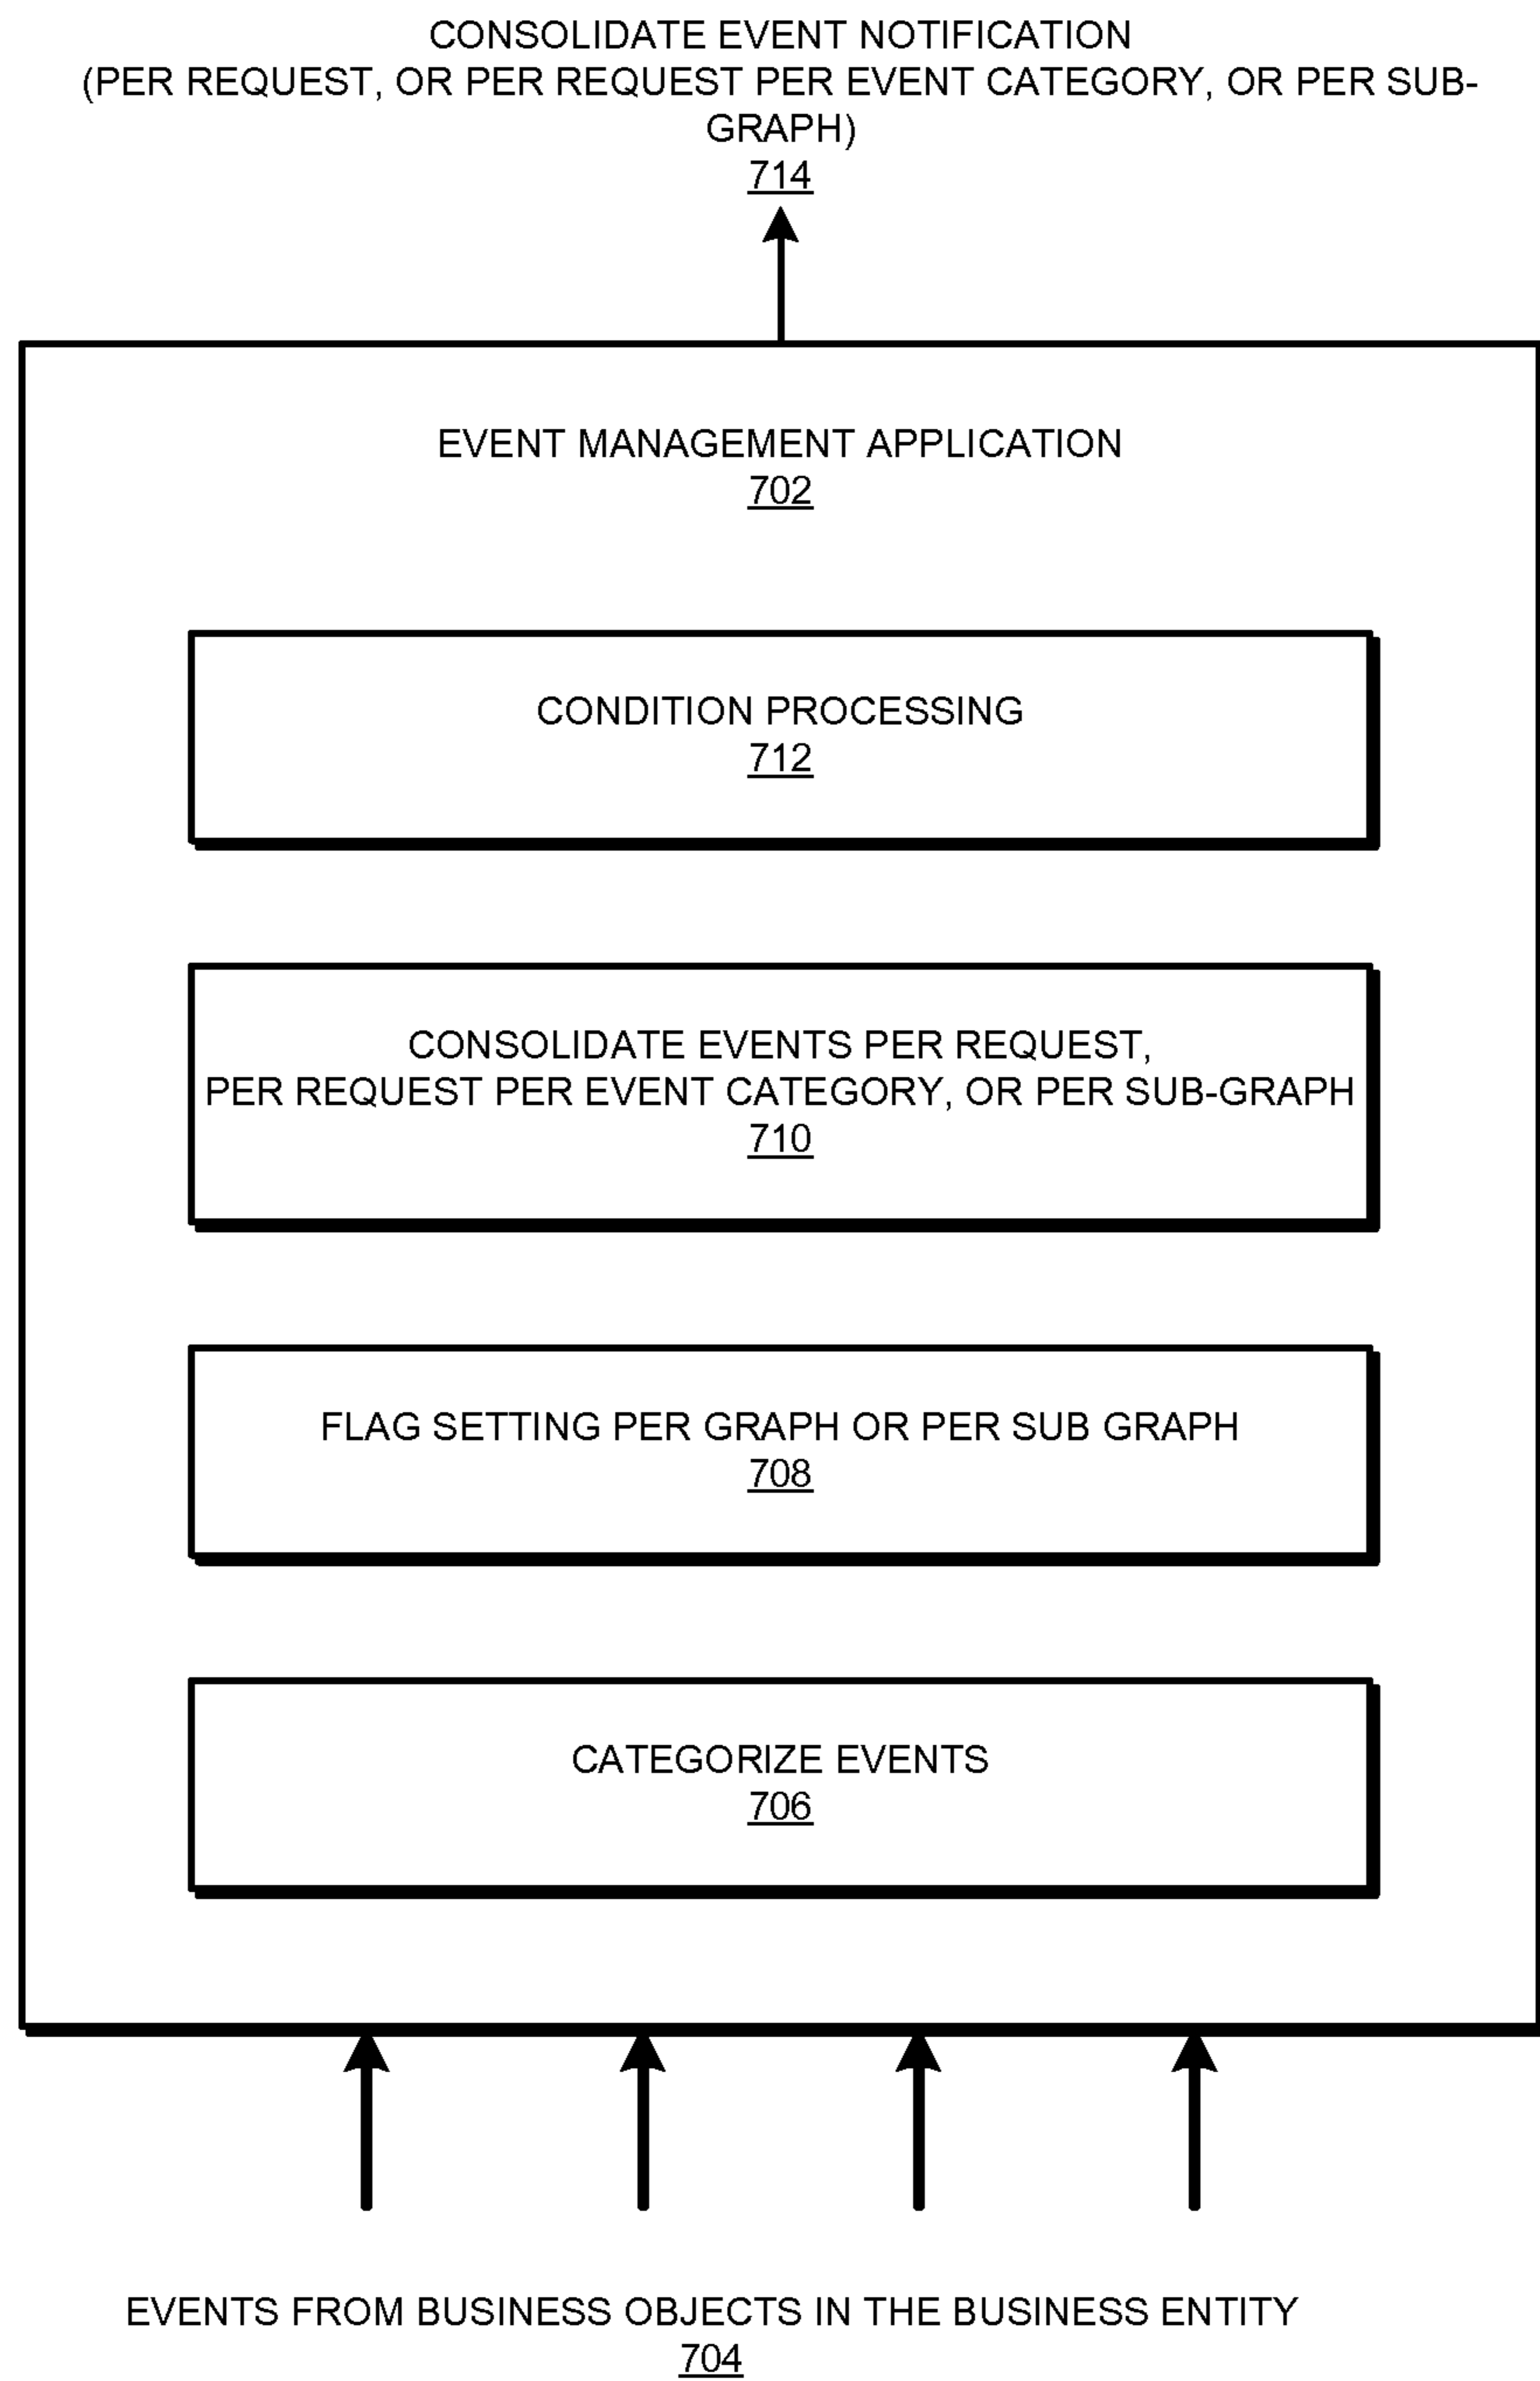 CONSOLIDATE EVENT NOTIFICATION
(PER REQUEST, OR PER REQUEST PER EVENT CATEGORY, OR PER SUB-
GRAPH)
714
EVENT MANAGEMENT APPLICATION
702
CONDITION PROCESSING
712
CONSOLIDATE EVENTS PER REQUEST,
PER REQUEST PER EVENT CATEGORY, OR PER SUB-GRAPH
710
FLAG SETTING PER GRAPH OR PER SUB GRAPH
708
CATEGORIZE EVENTS
706
EVENTS FROM BUSINESS OBJECTS IN THE BUSINESS ENTITY
704